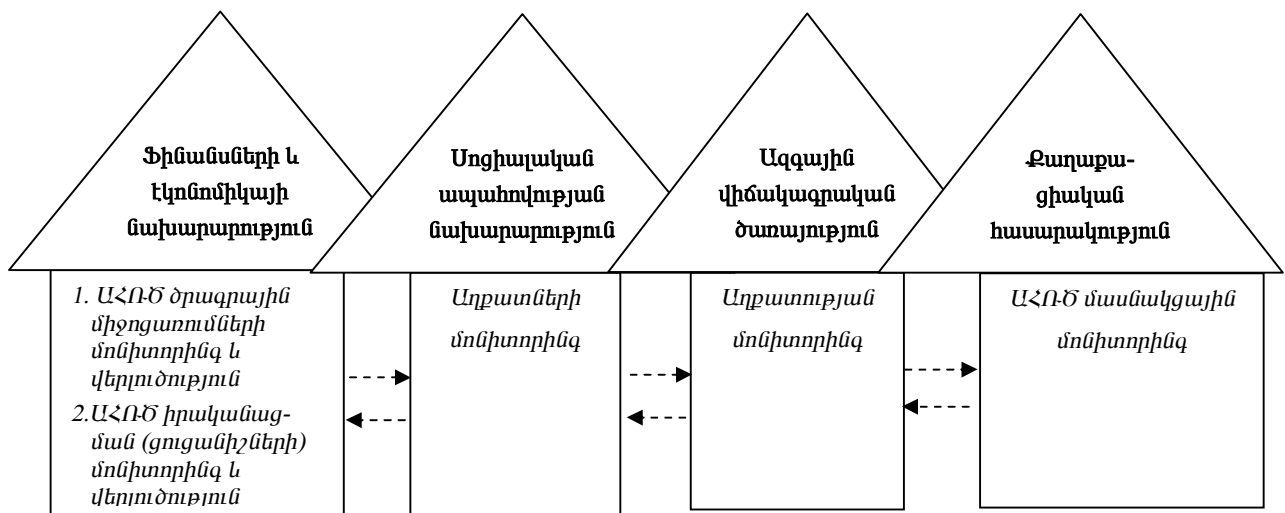 Ֆինանսների և
էկոնոմիկայի
նախարարություն
Սոցիալական
ապահովության
նախարարություն
Ազգային
վիճակագրական
ծառայություն
Քաղաքա-
ցիական
հասարակություն
1. ԱՀՌԾ ծրագրային
միջոցառումների
մոնիտորինգ և
վերլուծություն
2.ԱՀՌԾ իրականաց-
ման (ցուցանիշների)
մոնիտորինգ և
վերլուծություն
Աղքատների
մոնիտորինգ
Աղքատության
մոնիտորինգ
ԱՀՌԾ մասնակցային
մոնիտորինգ